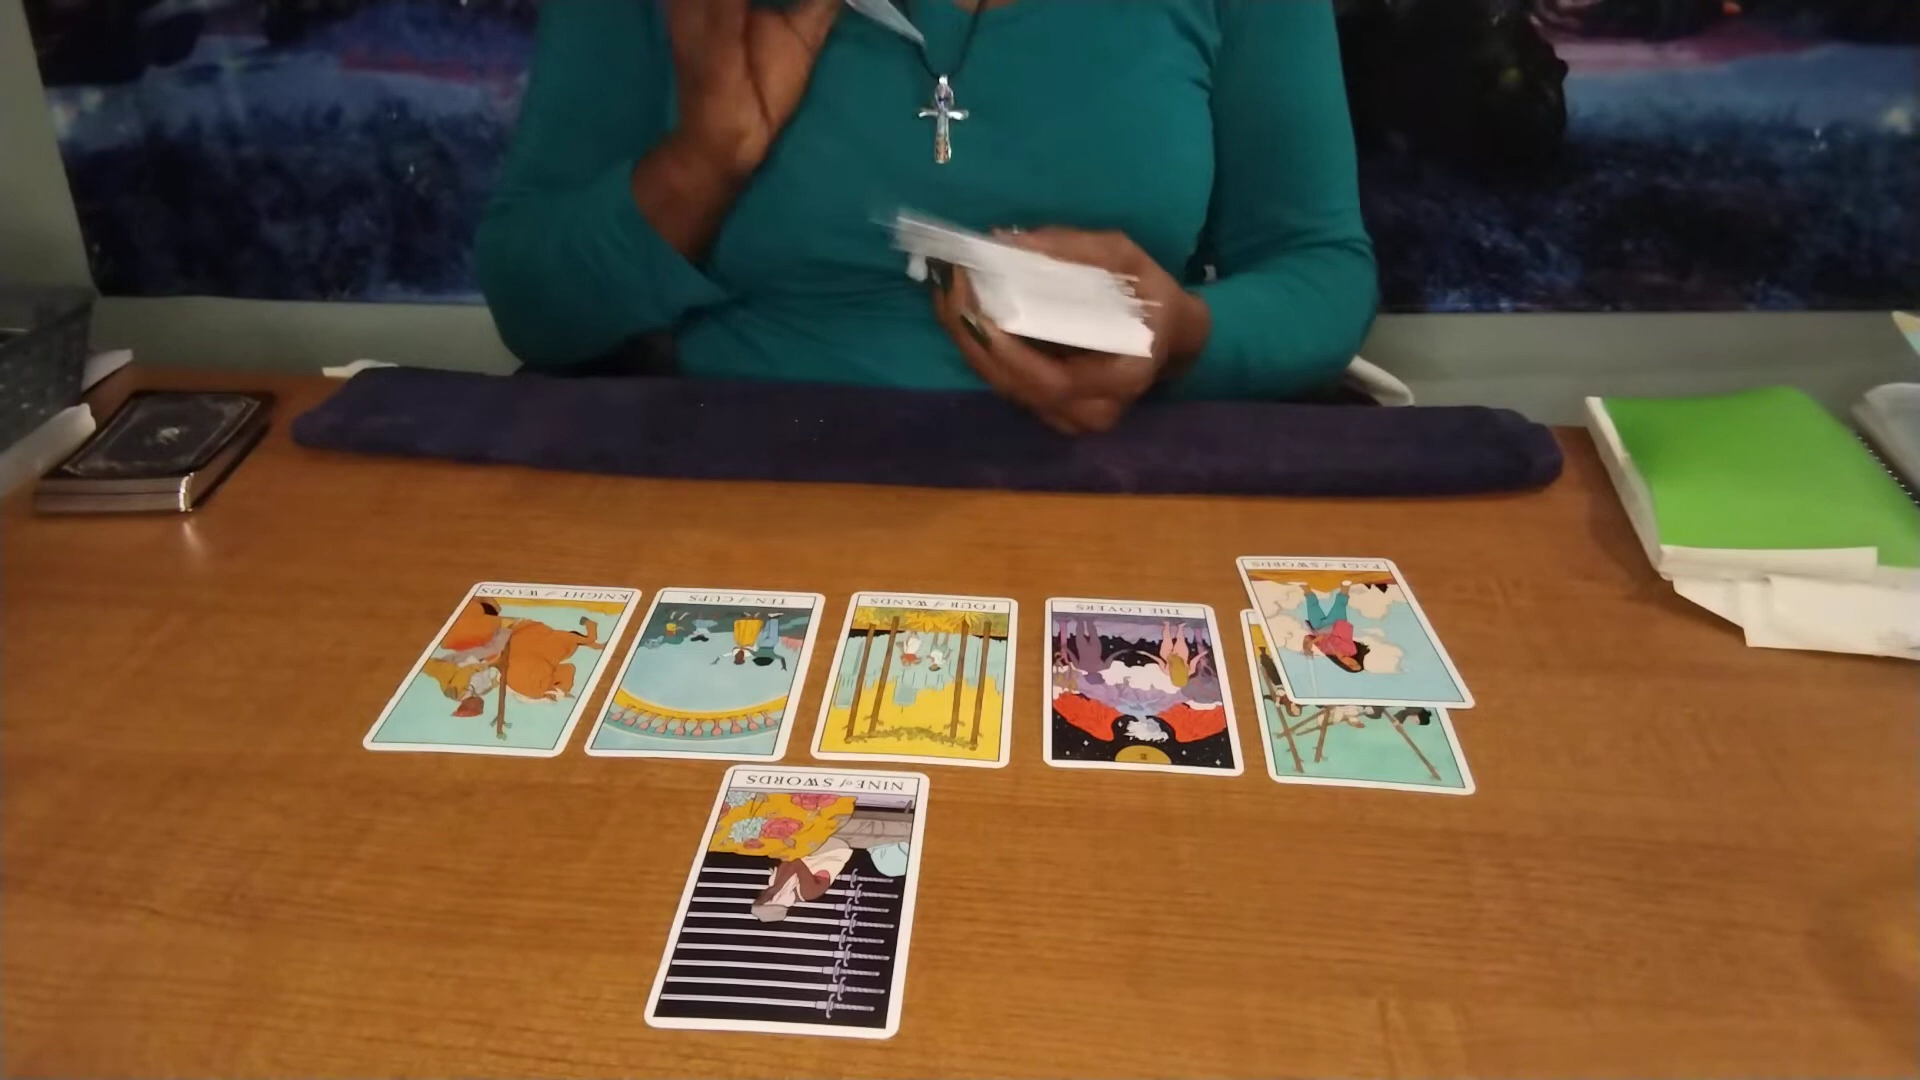 KNIGHT of WANDS
TEN of CUPS
FOUR of WANDS
THE LOVERS
PAGE of SWORDS
NINE of SWORDS